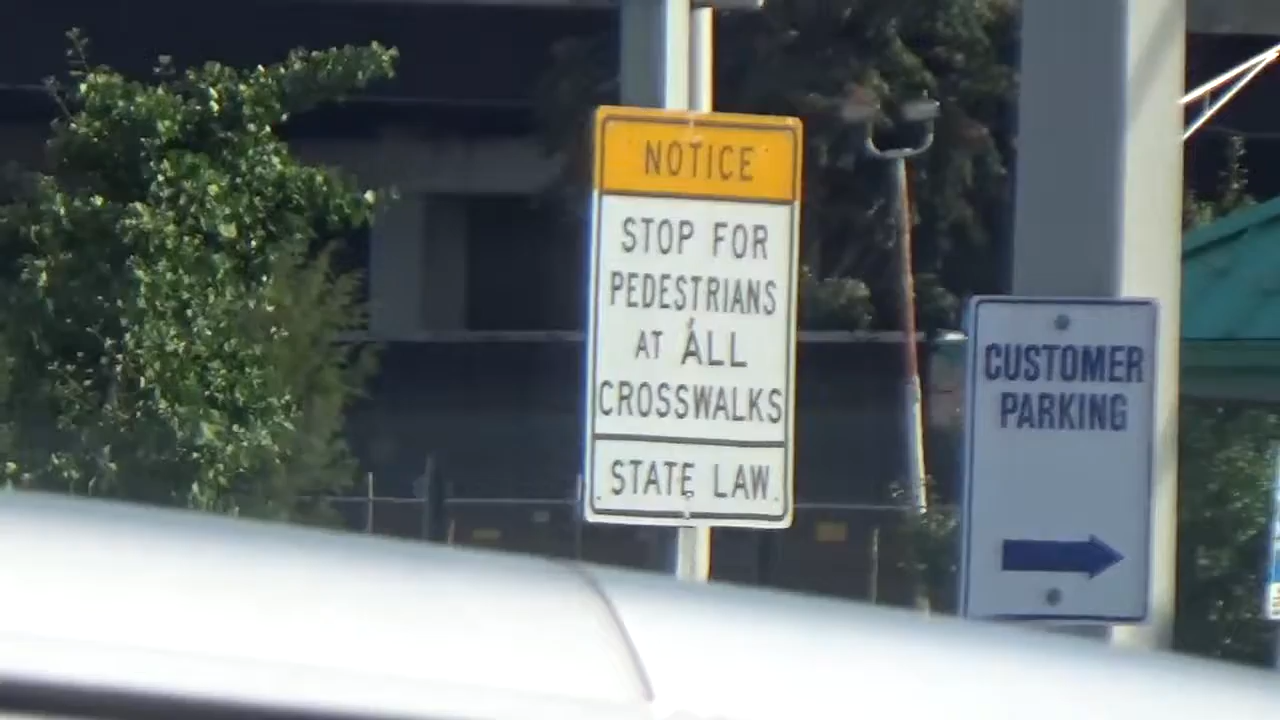 NOTICE
STOP FOR
PEDESTRIANS
AT ALL
CROSSWALKS
STATE LAW
CUSTOMER
PARKING